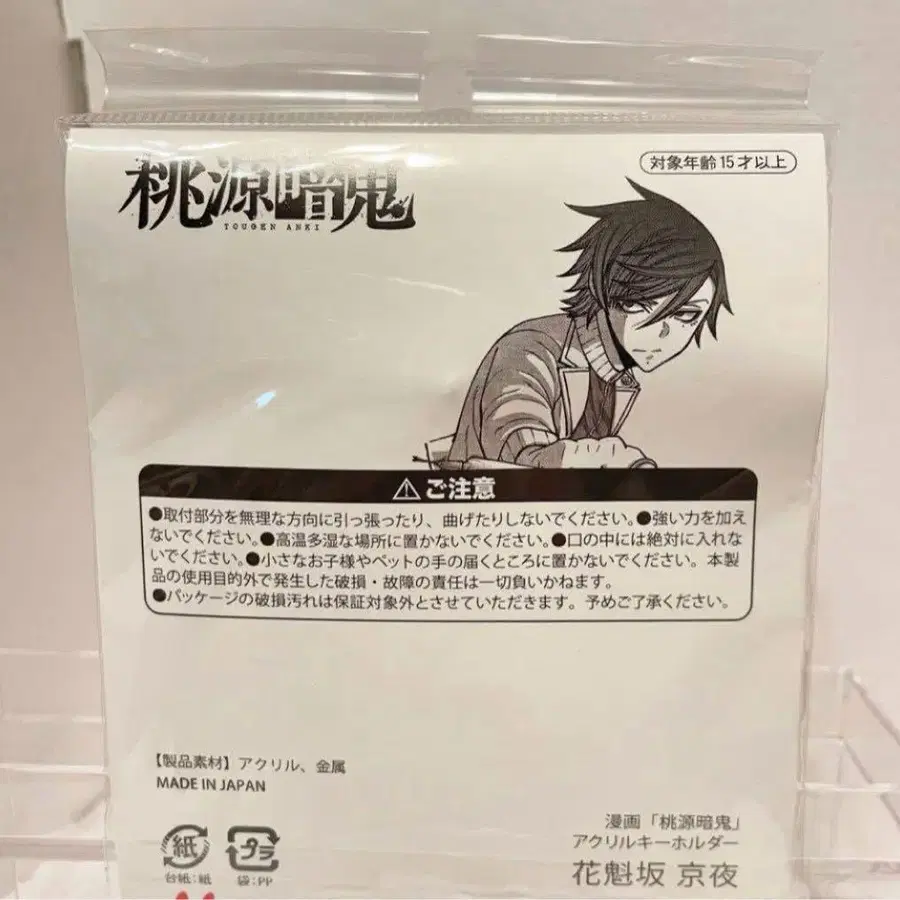 桃源暗鬼
TOUGEN ANKI
対象年齢15才以上
⚠ご注意
●取付部分を無理な方向に引っ張ったり、曲げたりしないでください。●強い力を加え
ないでください。●高温多湿な場所に置かないでください。●口の中には絶対に入れな
いでください。●小さなお子様やペットの手の届くところに置かないでください。本製
品の使用目的外で発生した破損・故障の責任は一切負いかねます。
●パッケージの破損汚れは保証対象外とさせていただきます。予めご了承ください。
【製品素材】アクリル、金属
MADE IN JAPAN
紙
台紙:紙
プラ
袋:PP
漫画「桃源暗鬼」
アクリルキーホルダー
花魁坂 京夜